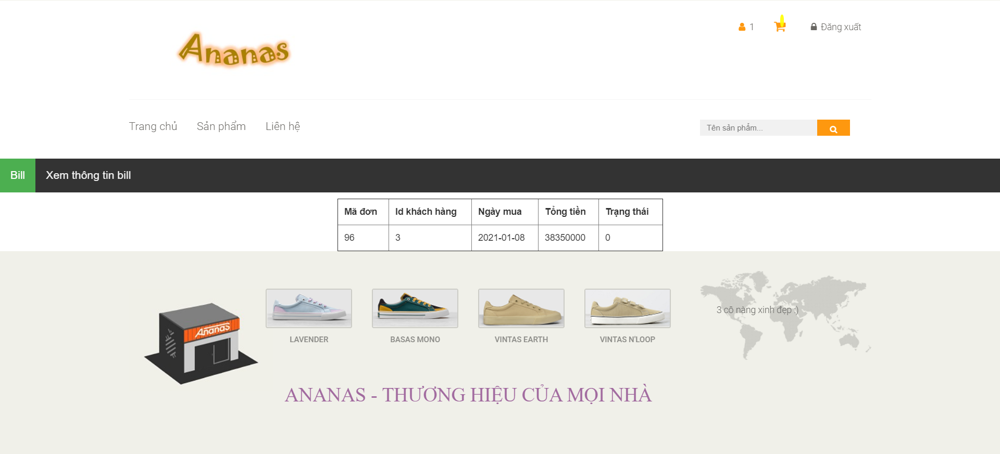 Ananas
1
Đăng xuất
Trang chủ Sản phẩm Liên hệ
Tên sản phẩm...
Bill Xem thông tin bill
Mã đơn Id khách hàng Ngày mua Tổng tiền Trạng thái
96 3 2021-01-08 38350000 0
Ananas
LAVENDER BASAS MONO VINTAS EARTH VINTAS N'LOOP
3 cô nàng xinh đẹp :)
ANANAS - THƯƠNG HIỆU CỦA MỌI NHÀ